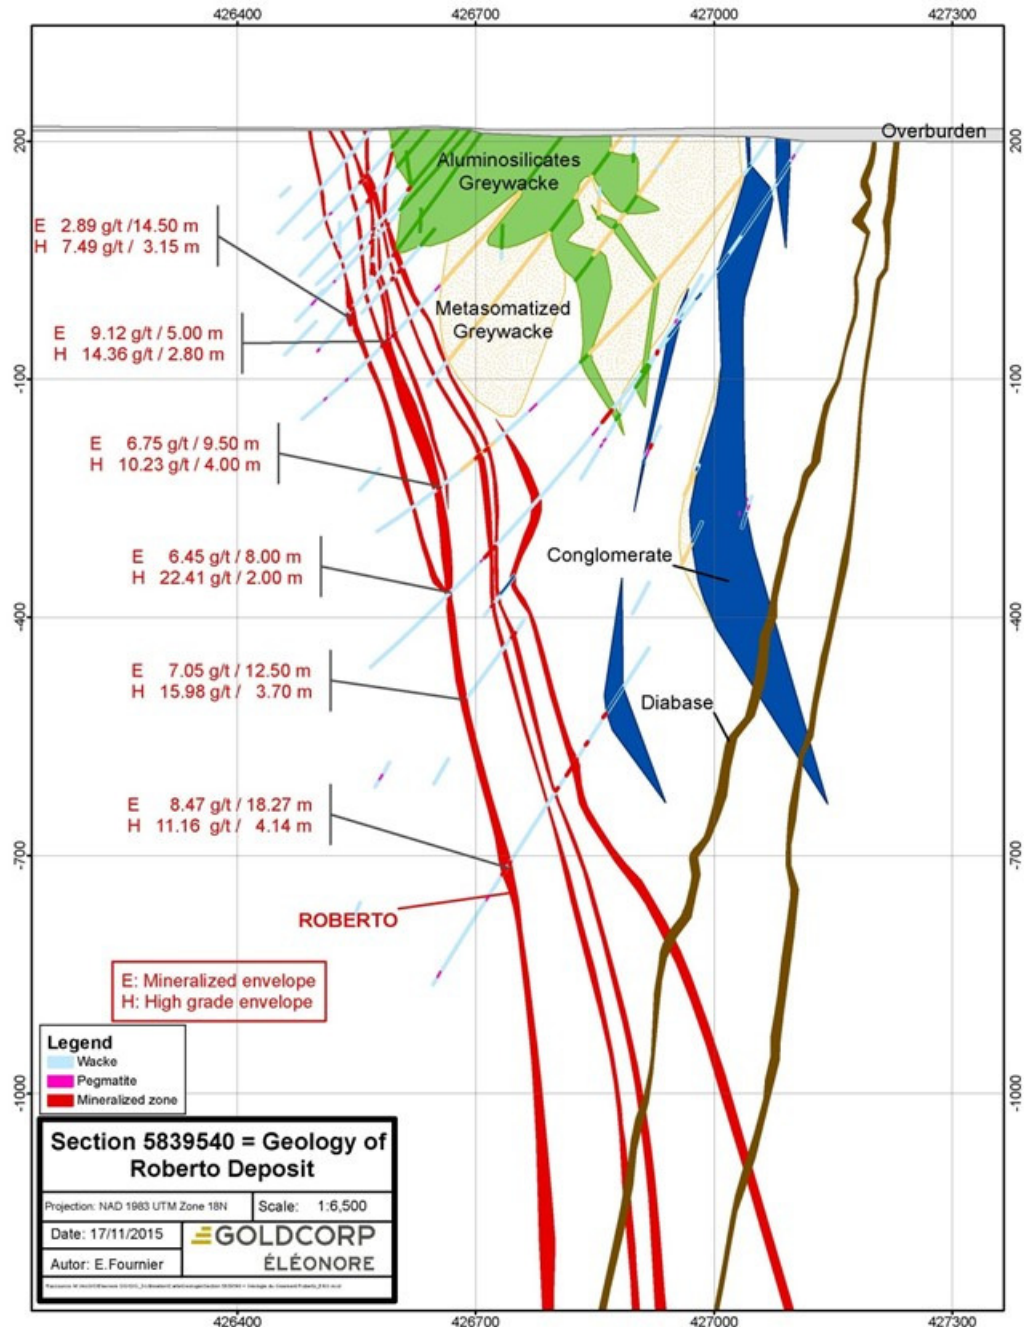 426400 426700 427000 427300
200 200
Overburden
Aluminosilicates
Greywacke
E 2.89 g/t /14.50 m
H 7.49 g/t / 3.15 m
Metasomatized
Greywacke
E 9.12 g/t / 5.00 m
H 14.36 g/t / 2.80 m
-100 -100
E 6.75 g/t / 9.50 m
H 10.23 g/t / 4.00 m
E 6.45 g/t / 8.00 m
H 22.41 g/t / 2.00 m
Conglomerate
-400 -400
E 7.05 g/t / 12.50 m
H 15.98 g/t / 3.70 m
Diabase
E 8.47 g/t / 18.27 m
H 11.16 g/t / 4.14 m
-700 -700
ROBERTO
E: Mineralized envelope
H: High grade envelope
Legend
Wacke
Pegmatite
Mineralized zone
-1000 -1000
Section 5839540 = Geology of
Roberto Deposit
Projection: NAD 1983 UTM Zone 18N Scale: 1:6,500
Date: 17/11/2015
Autor: E.Fournier
GOLDCORP
ÉLÉONORE
426400 426700 427000 427300